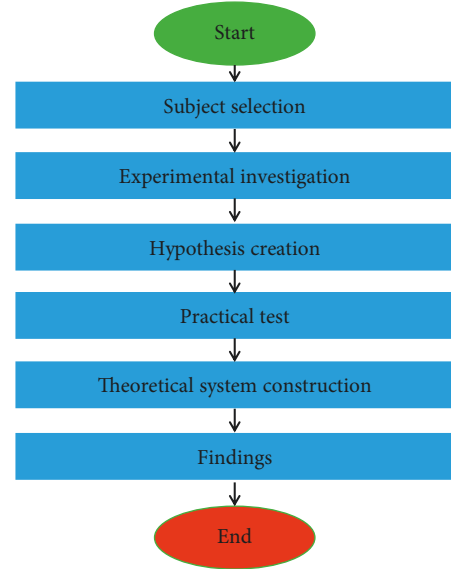 Start
Subject selection
Experimental investigation
Hypothesis creation
Practical test
Theoretical system construction
Findings
End